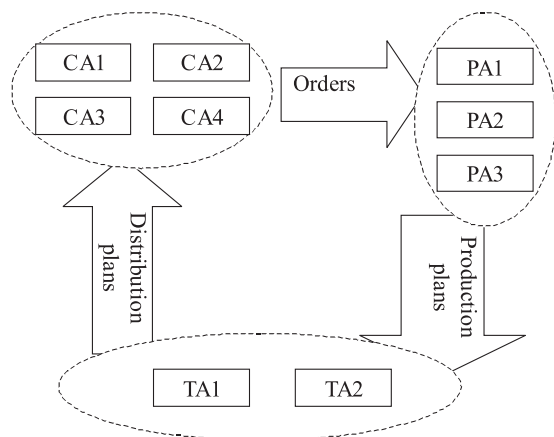 CA1
CA2
CA3
CA4
Orders
PA1
PA2
PA3
Distribution
plans
Production
plans
TA1
TA2